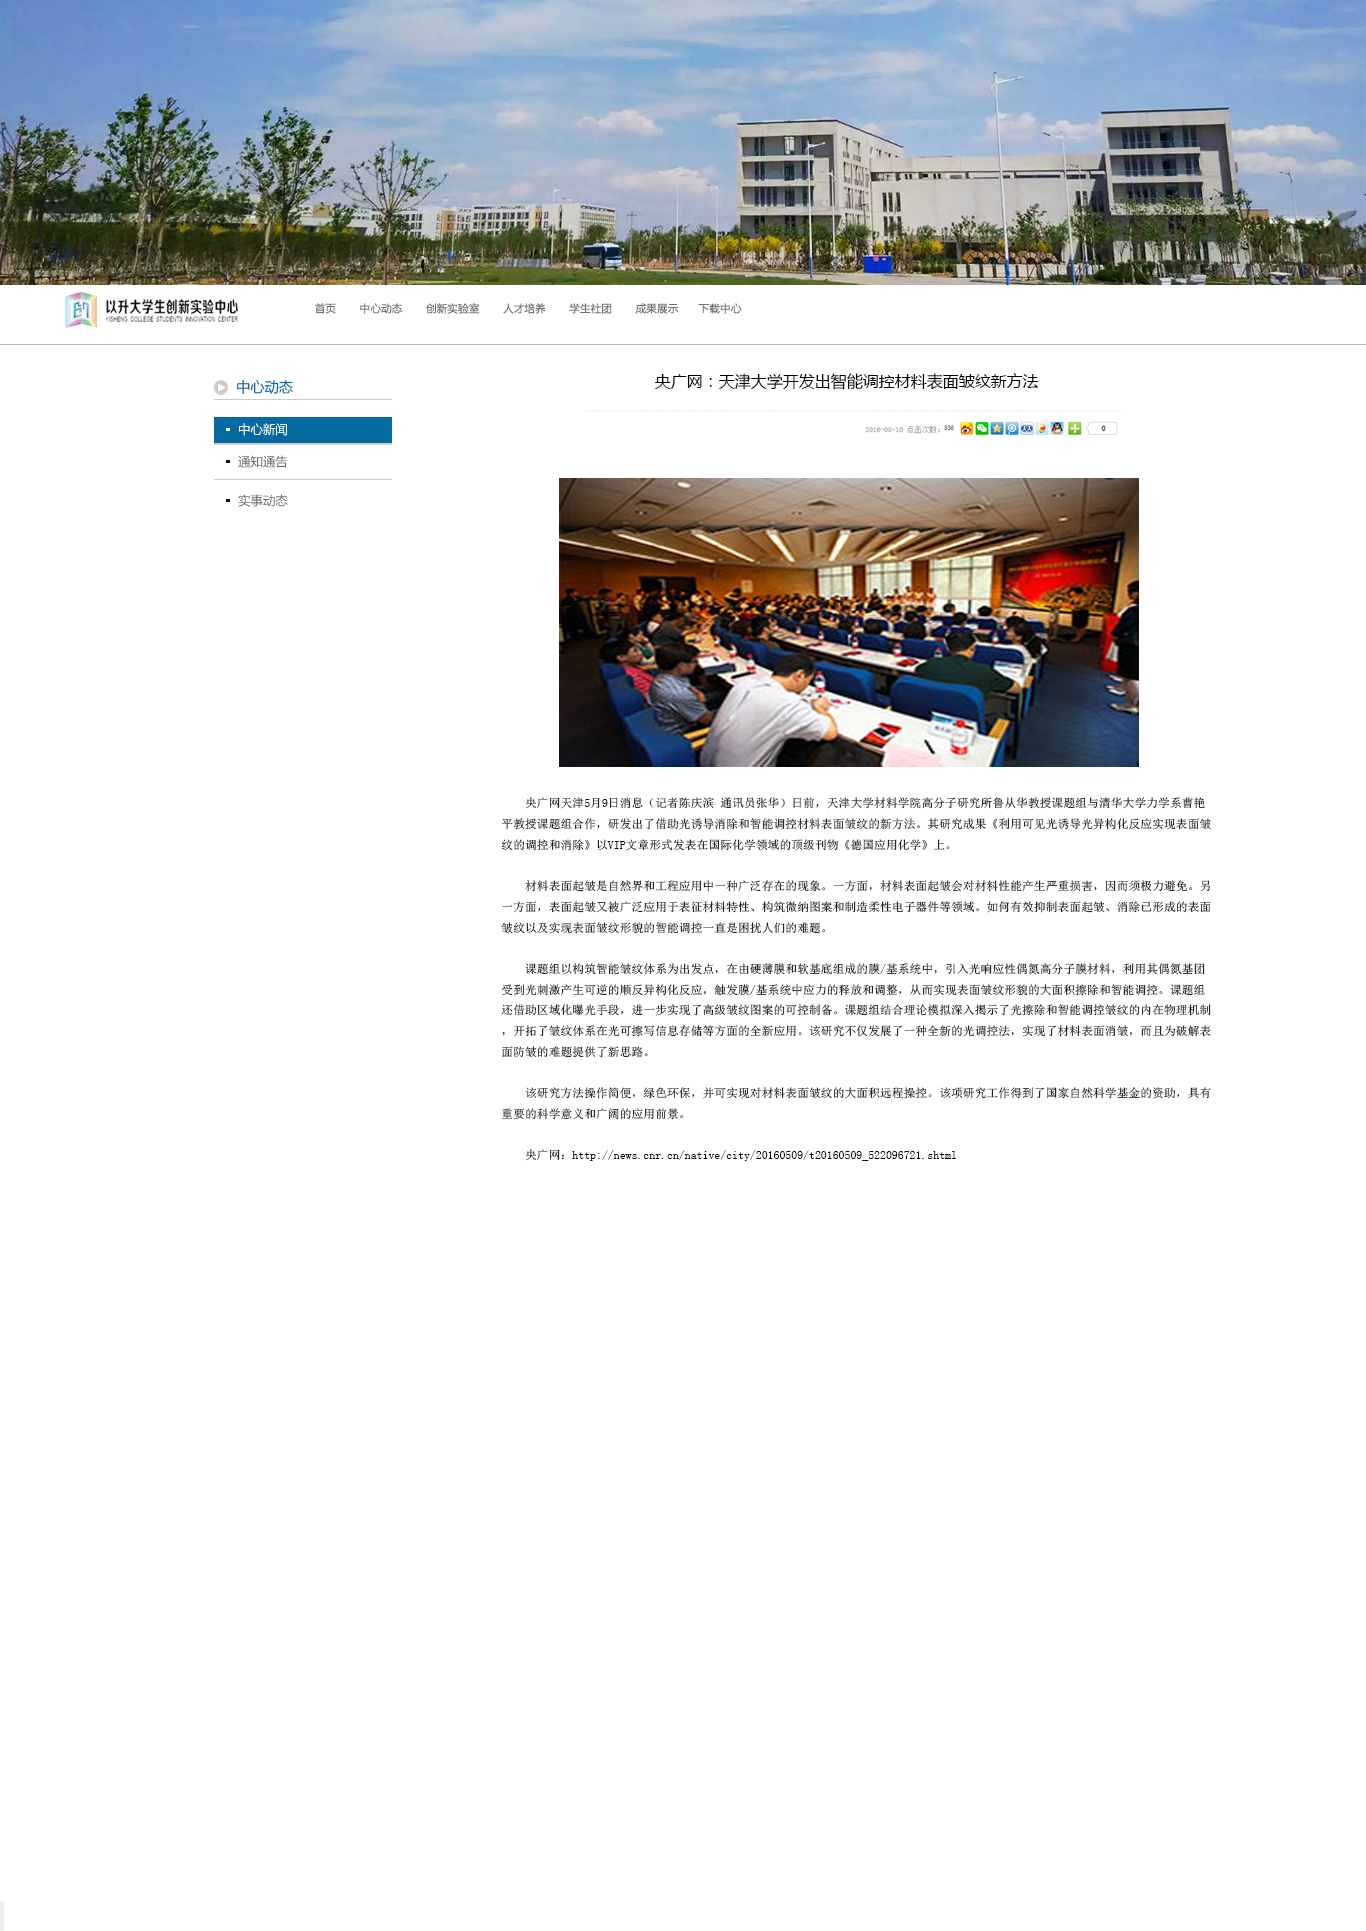 以升大学生创新实验中心
YISHENG COLLEGE STUDENTS INNOVATION CENTER
首页 中心动态 创新实验室 人才培养 学生社团 成果展示 下载中心
中心动态
中心新闻
通知通告
实事动态
央广网：天津大学开发出智能调控材料表面皱纹新方法
2016-05-10 点击次数：536 0
央广网天津5月9日消息（记者陈庆滨 通讯员张华）日前，天津大学材料学院高分子研究所鲁从华教授课题组与清华大学力学系曹艳
平教授课题组合作，研发出了借助光诱导消除和智能调控材料表面皱纹的新方法。其研究成果《利用可见光诱导光异构化反应实现表面皱
纹的调控和消除》以VIP文章形式发表在国际化学领域的顶级刊物《德国应用化学》上。
材料表面起皱是自然界和工程应用中一种广泛存在的现象。一方面，材料表面起皱会对材料性能产生严重损害，因而须极力避免。另
一方面，表面起皱又被广泛应用于表征材料特性、构筑微纳图案和制造柔性电子器件等领域。如何有效抑制表面起皱、消除已形成的表面
皱纹以及实现表面皱纹形貌的智能调控一直是困扰人们的难题。
课题组以构筑智能皱纹体系为出发点，在由硬薄膜和软基底组成的膜/基系统中，引入光响应性偶氮高分子膜材料，利用其偶氮基团
受到光刺激产生可逆的顺反异构化反应，触发膜/基系统中应力的释放和调整，从而实现表面皱纹形貌的大面积擦除和智能调控。课题组
还借助区域化曝光手段，进一步实现了高级皱纹图案的可控制备。课题组结合理论模拟深入揭示了光擦除和智能调控皱纹的内在物理机制
，开拓了皱纹体系在光可擦写信息存储等方面的全新应用。该研究不仅发展了一种全新的光调控法，实现了材料表面消皱，而且为破解表
面防皱的难题提供了新思路。
该研究方法操作简便，绿色环保，并可实现对材料表面皱纹的大面积远程操控。该项研究工作得到了国家自然科学基金的资助，具有
重要的科学意义和广阔的应用前景。
央广网：http://news.cnr.cn/native/city/20160509/t20160509_522096721.shtml